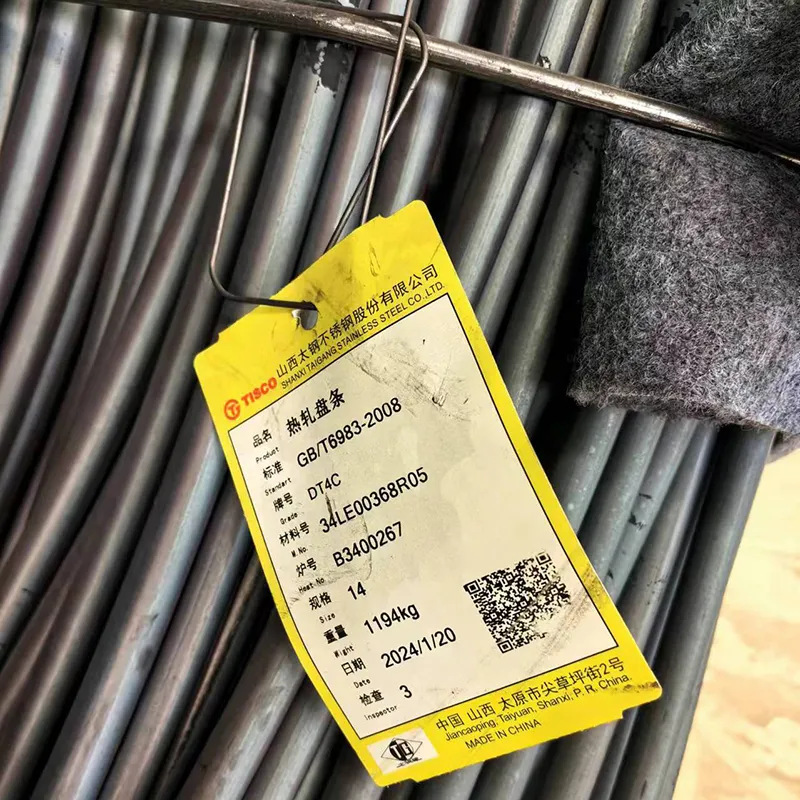 TISCO 山西太钢不锈钢股份有限公司
SHANXI TAIGANG STAINLESS STEEL CO.,LTD.
品名 热轧盘条
Product
标准 GB/T6983-2008
Standart
牌号 DT4C
Grade
材料号 34LE00368R05
M.No.
炉号 B3400267
Heat No
规格 14
Size
重量 1194kg
Wight
日期 2024/1/20
Date
检查 3
Inspector
中国 山西 太原市尖草坪街2号
Jiancaoping, Taiyuan, Shanxi, P, R, China.
MADE IN CHINA